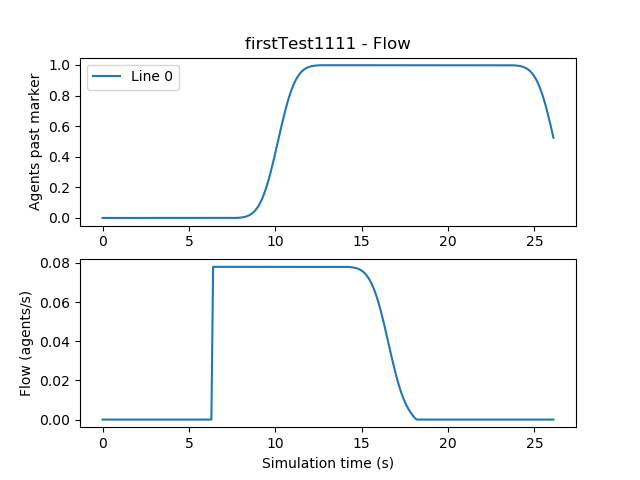 firstTest1111 - Flow
Agents past marker
1.0
0.8
0.6
0.4
0.2
0.0
Line 0
0 5 10 15 20 25
Flow (agents/s)
0.08
0.06
0.04
0.02
0.00
0 5 10 15 20 25
Simulation time (s)